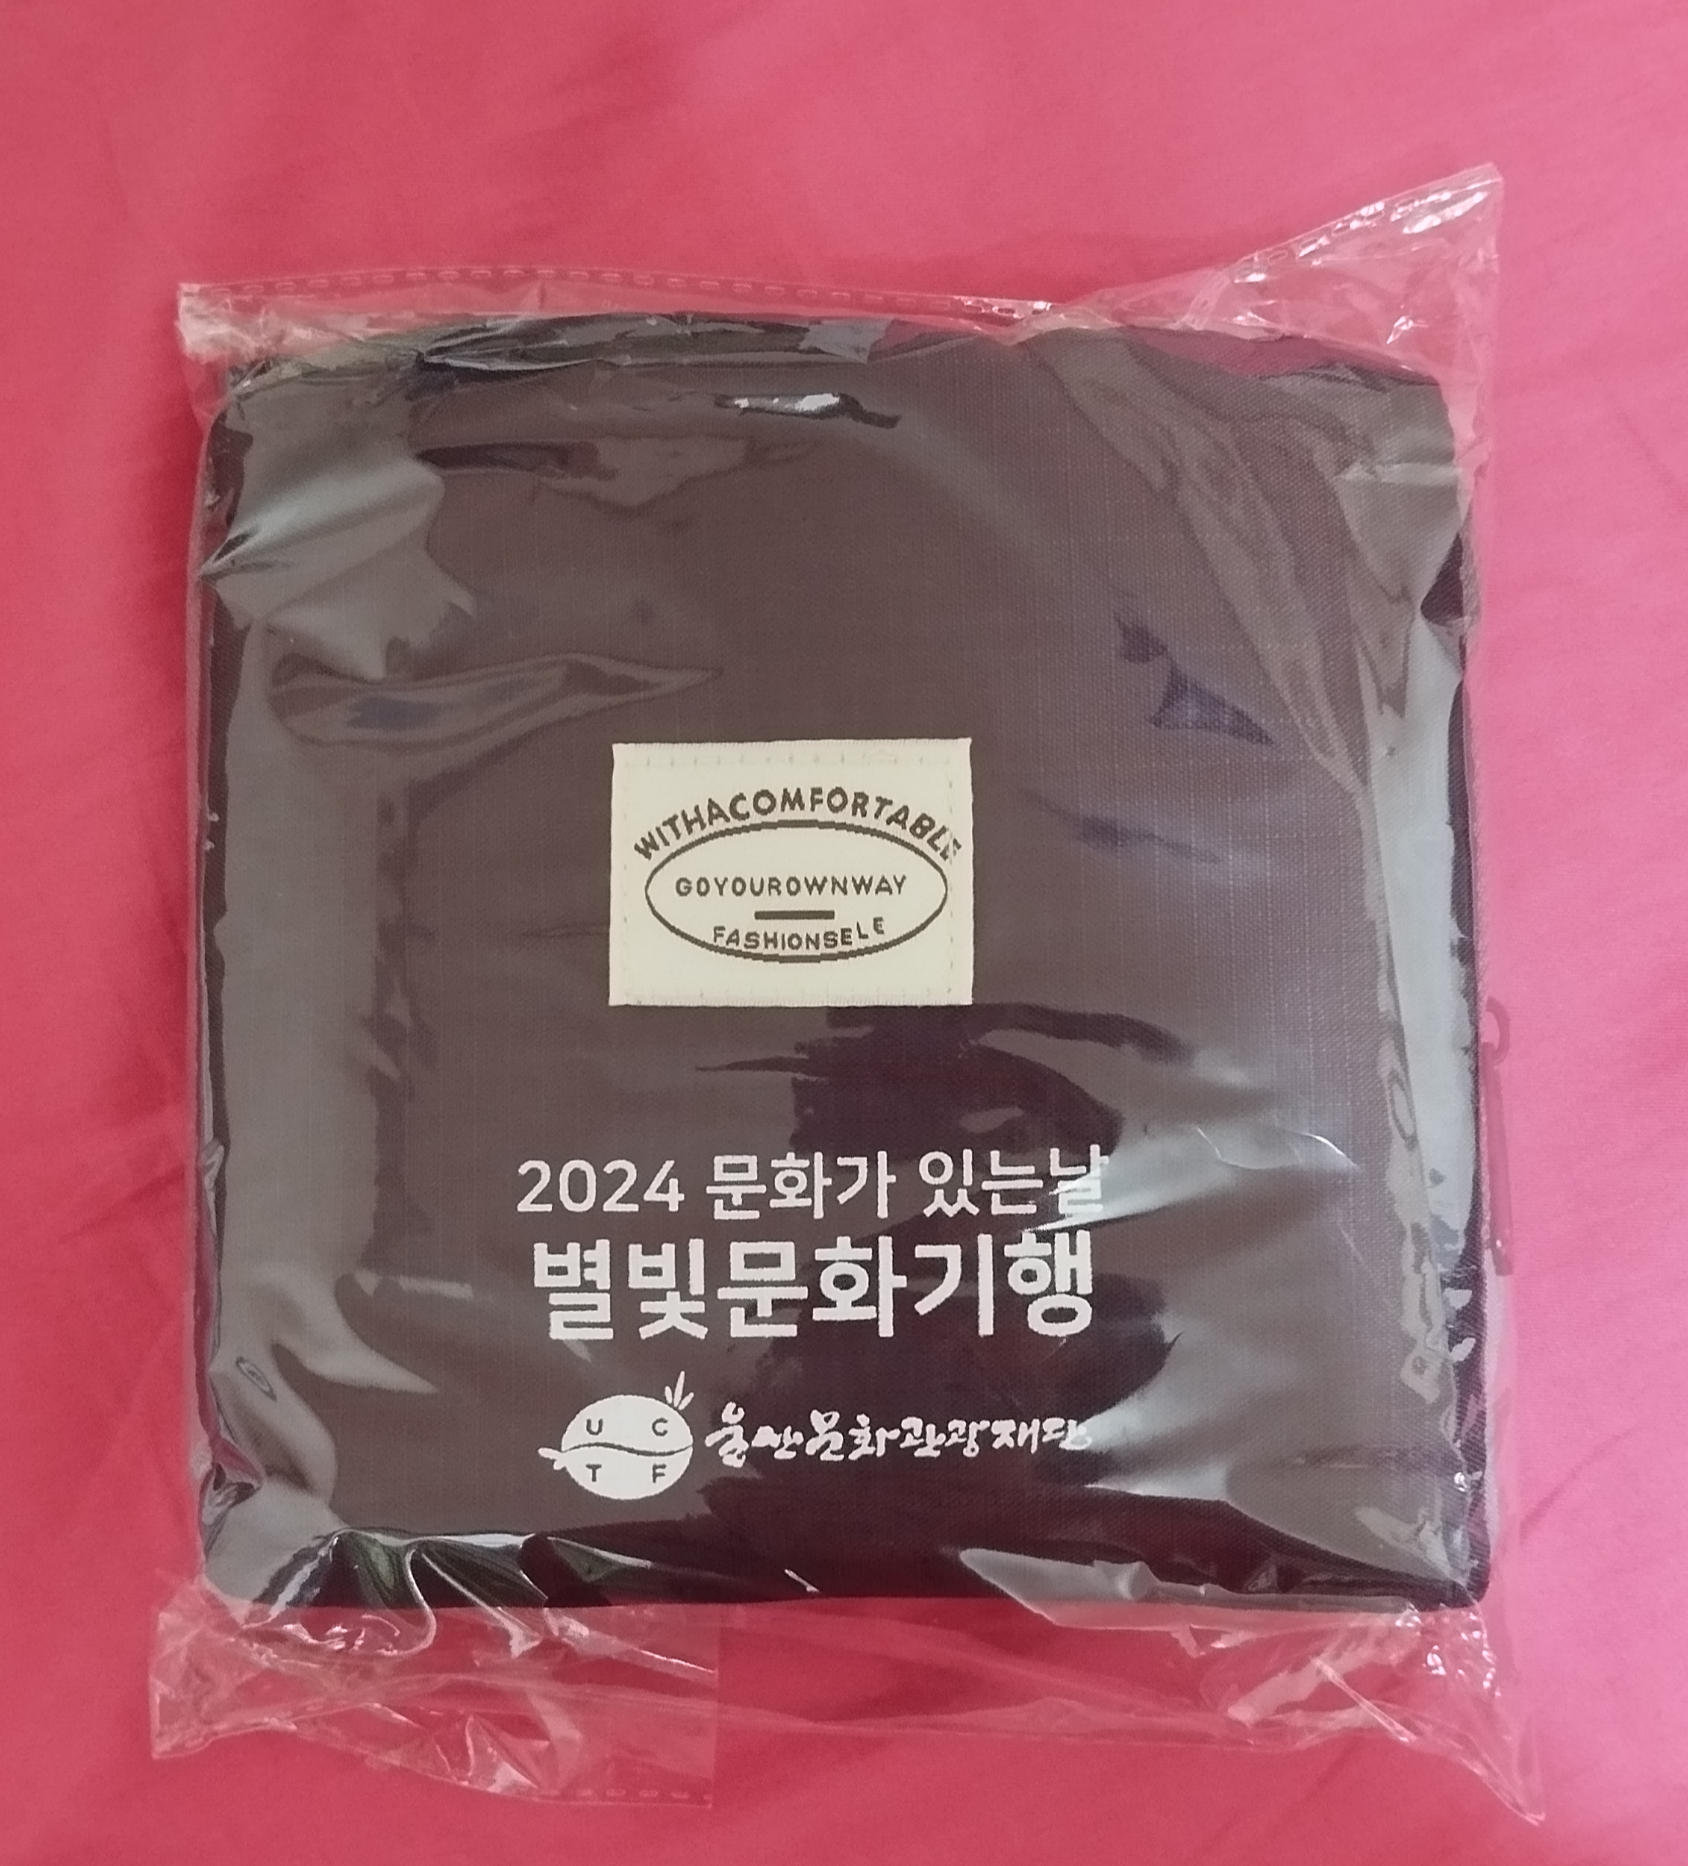 WITHACOMFORTABLE
GOYOUROWNWAY
FASHIONSELE
2024 문화가 있는날
별빛문화기행
U C
T F
울산문화관광재단